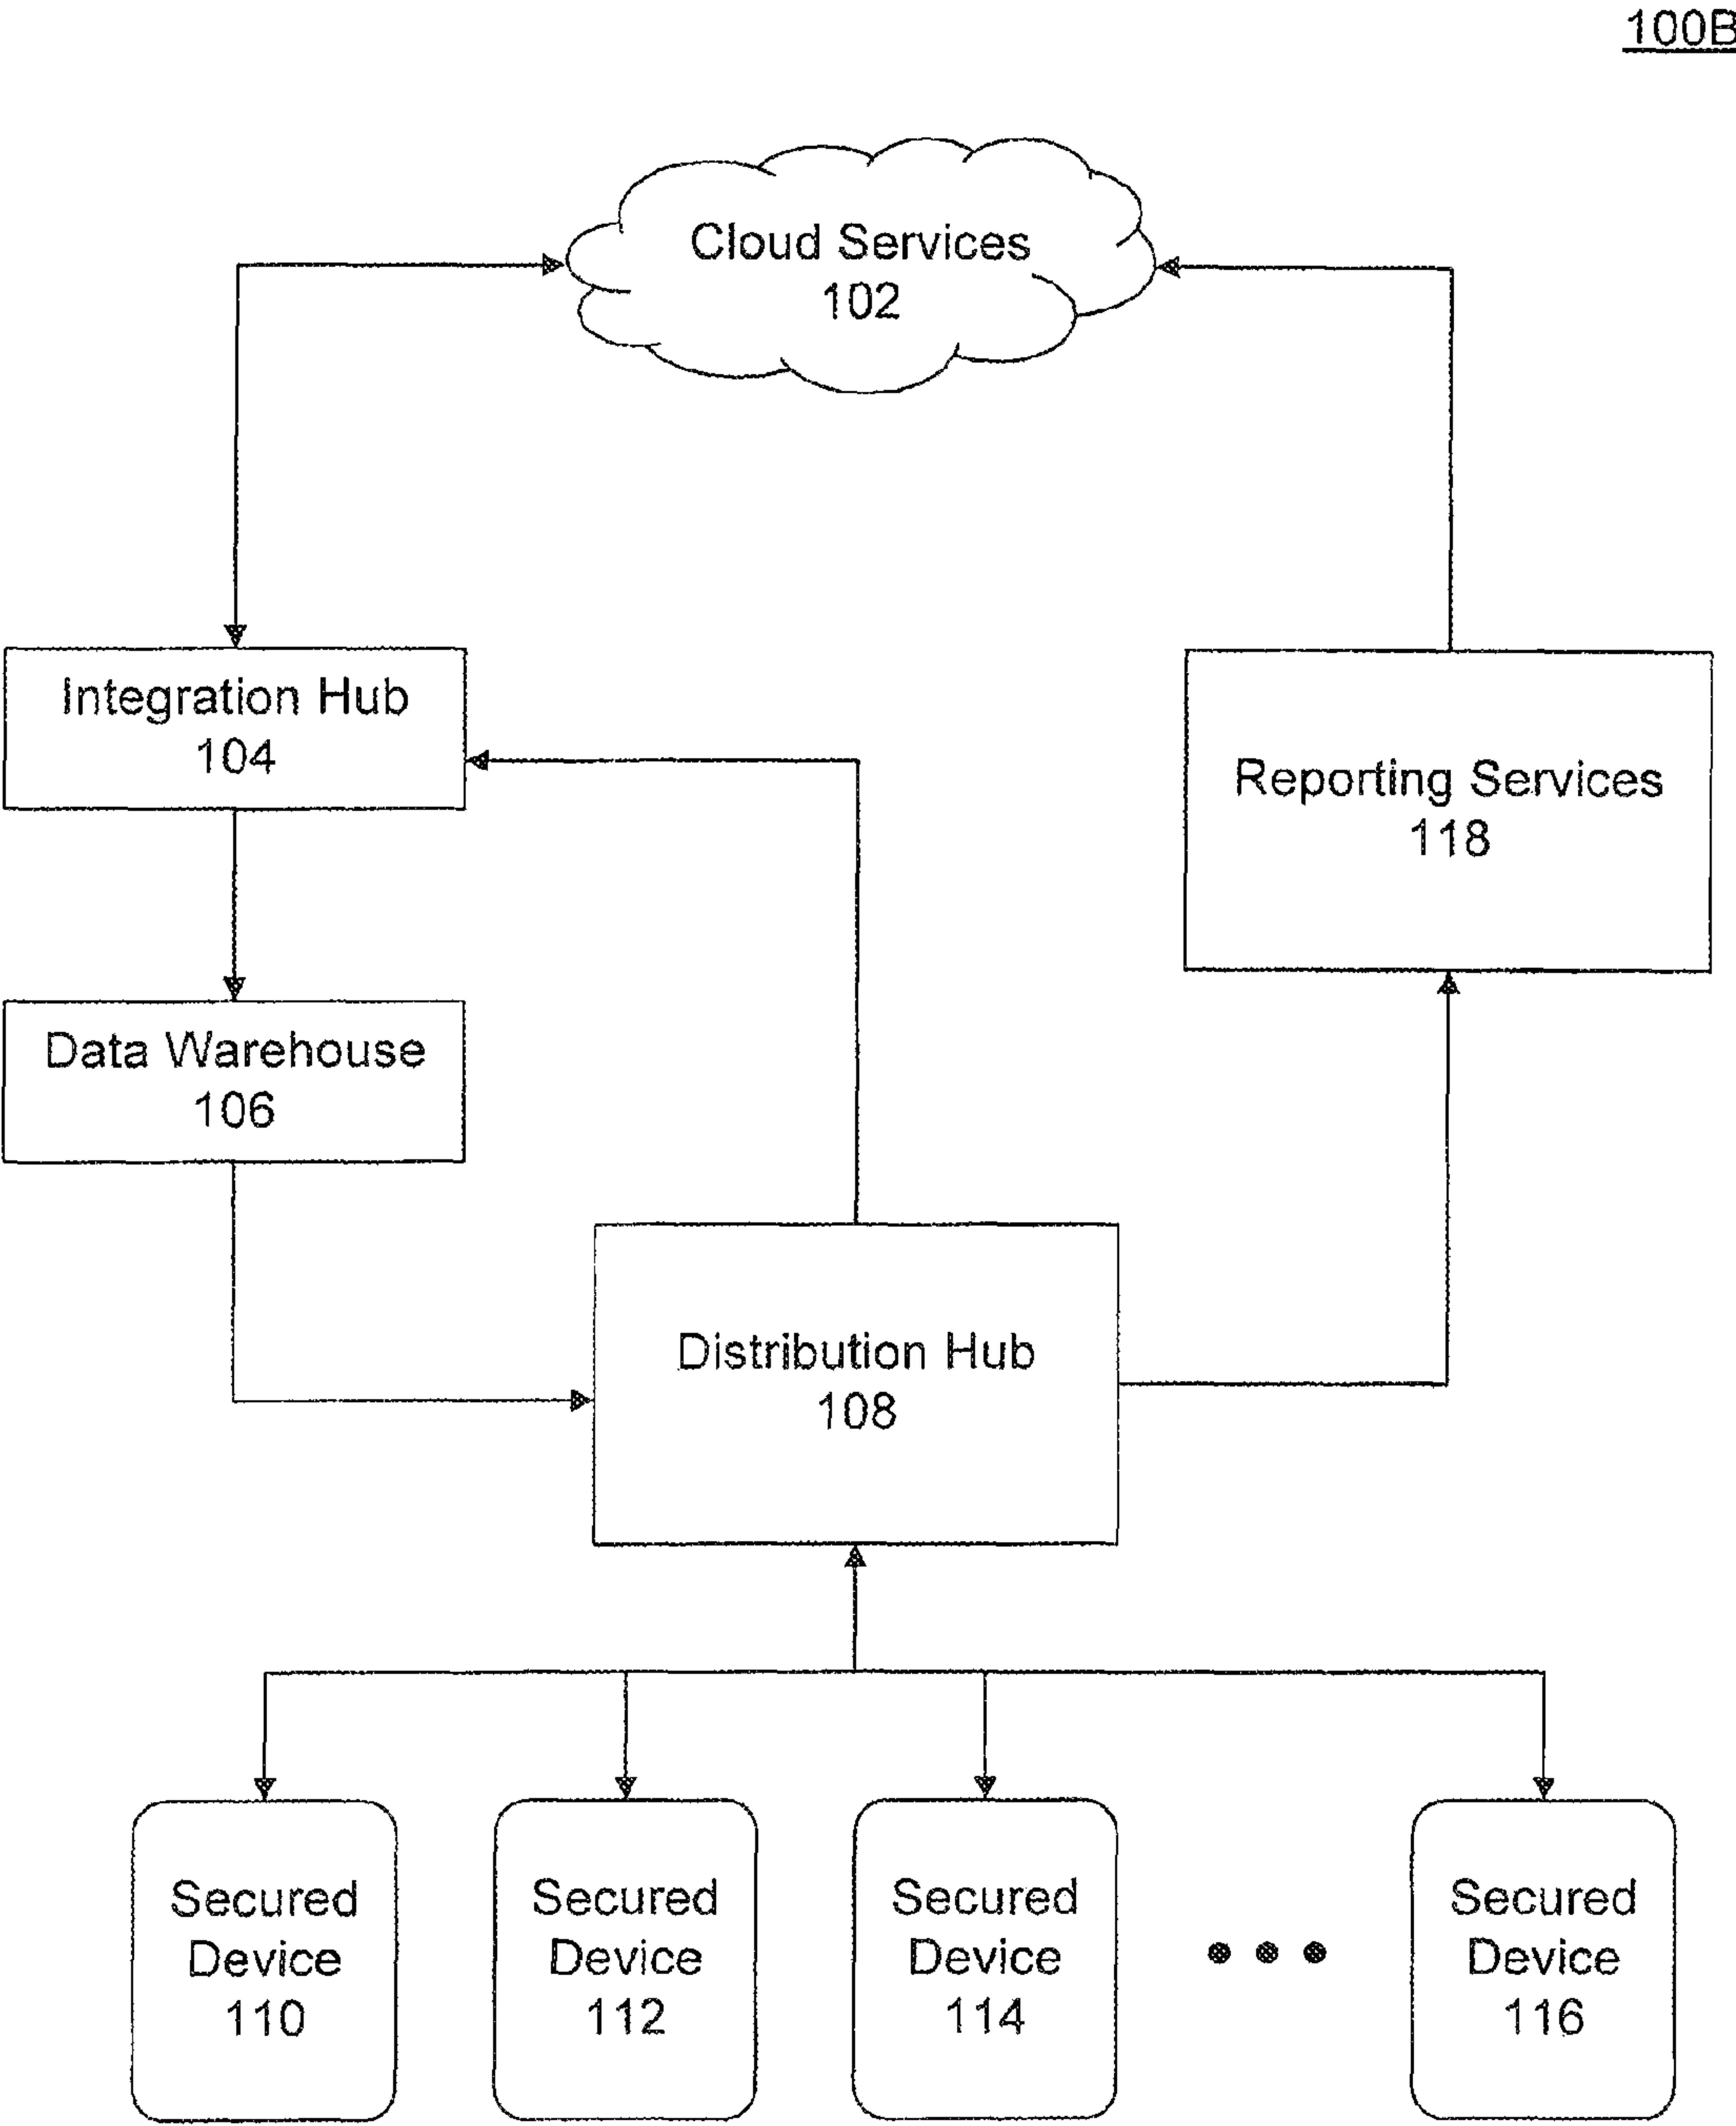 100B
Cloud Services
102
Integration Hub
104
Reporting Services
118
Data Warehouse
106
Distribution Hub
108
Secured
Device
110
Secured
Device
112
Secured
Device
114
Secured
Device
116